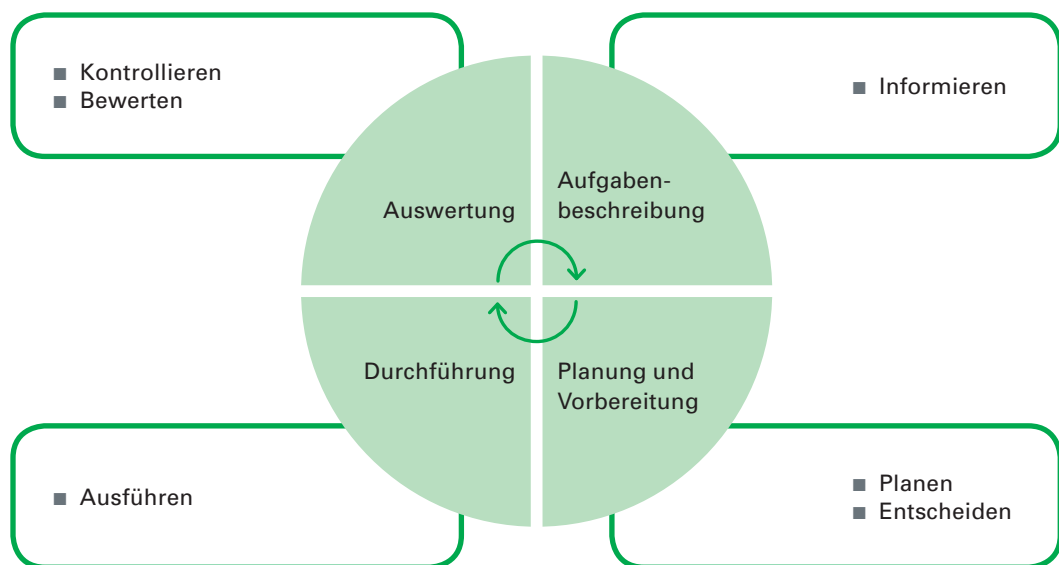 ■ Kontrollieren
■ Bewerten
■ Informieren
Auswertung
Aufgaben-
beschreibung
Durchführung
Planung und
Vorbereitung
■ Ausführen
■ Planen
■ Entscheiden